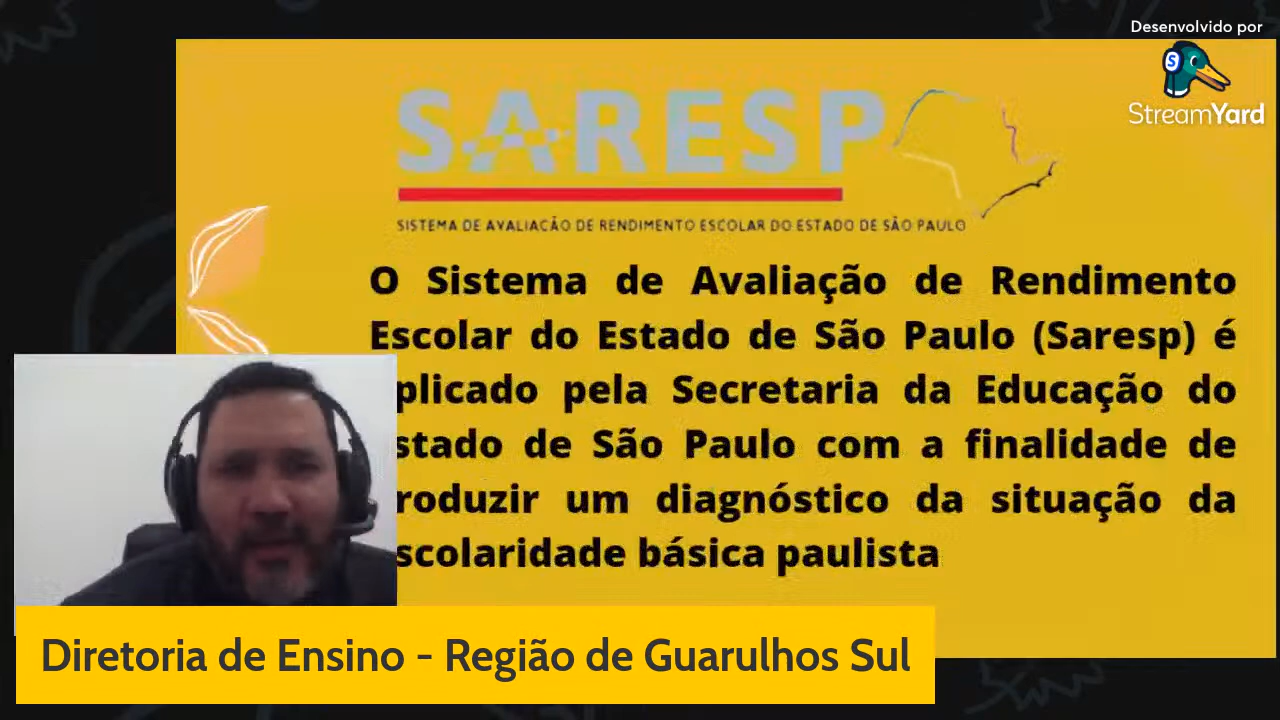 Desenvolvido por
StreamYard
SARESP
SISTEMA DE AVALIAÇÃO DE RENDIMENTO ESCOLAR DO ESTADO DE SÃO PAULO
O Sistema de Avaliação de Rendimento
Escolar do Estado de São Paulo (Saresp) é
plicado pela Secretaria da Educação do
stado de São Paulo com a finalidade de
roduzir um diagnóstico da situação da
scolaridade básica paulista
Diretoria de Ensino - Região de Guarulhos Sul